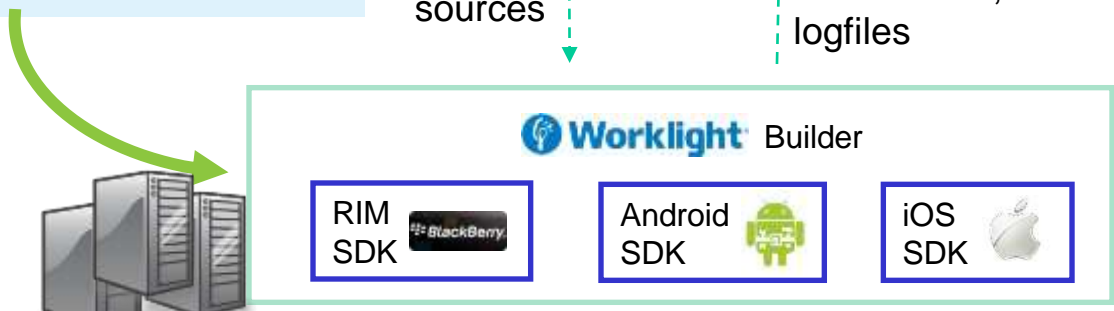 sources
logfiles
Worklight Builder
RIM
SDK
BlackBerry
Android
SDK
iOS
SDK